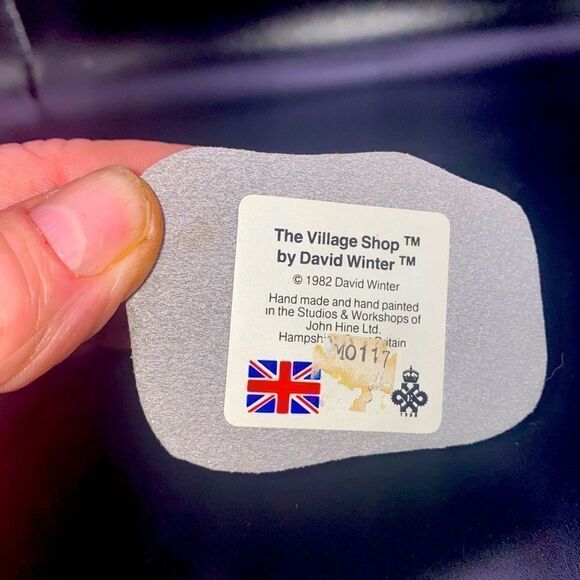 The Village Shop ™
by David Winter ™
© 1982 David Winter
Hand made and hand painted
in the Studios & Workshops of
John Hine Ltd.
M0117